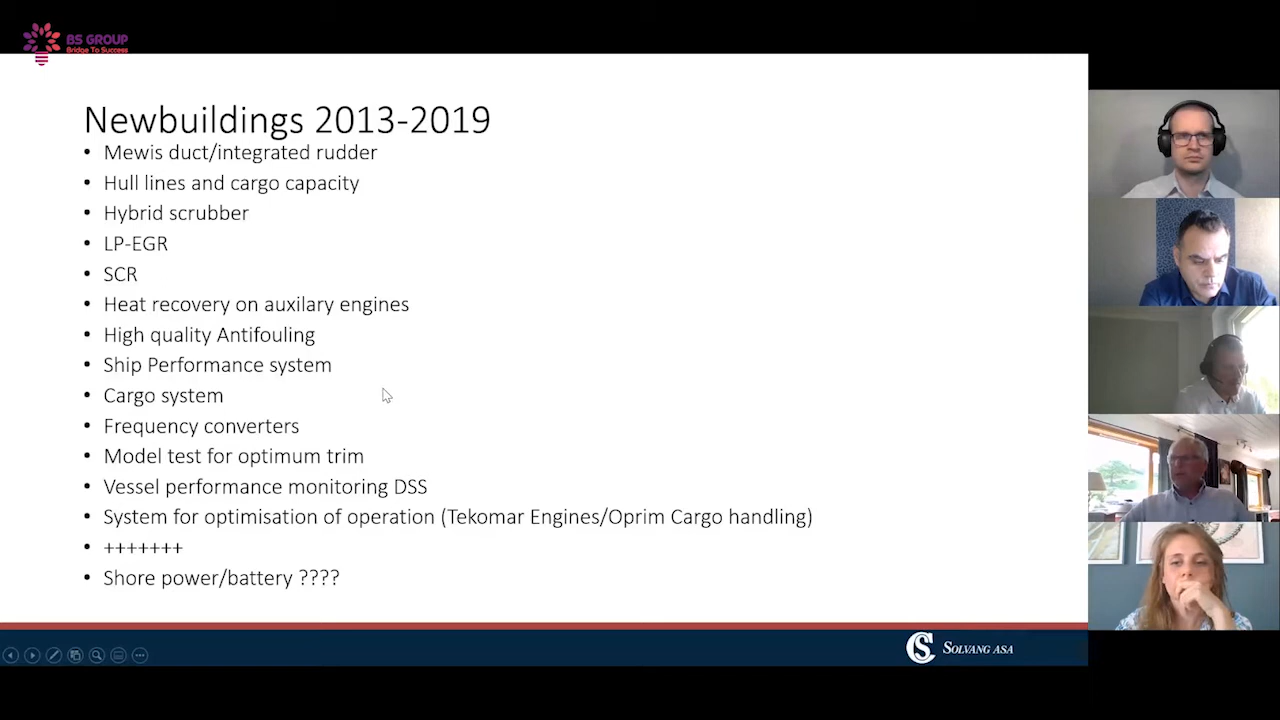 BS GROUP
Bridge To Success
Newbuildings 2013-2019
• Mewis duct/integrated rudder
• Hull lines and cargo capacity
• Hybrid scrubber
• LP-EGR
• SCR
• Heat recovery on auxilary engines
• High quality Antifouling
• Ship Performance system
• Cargo system
• Frequency converters
• Model test for optimum trim
• Vessel performance monitoring DSS
• System for optimisation of operation (Tekomar Engines/Oprim Cargo handling)
• +++++++
• Shore power/battery ????
SOLVANG ASA